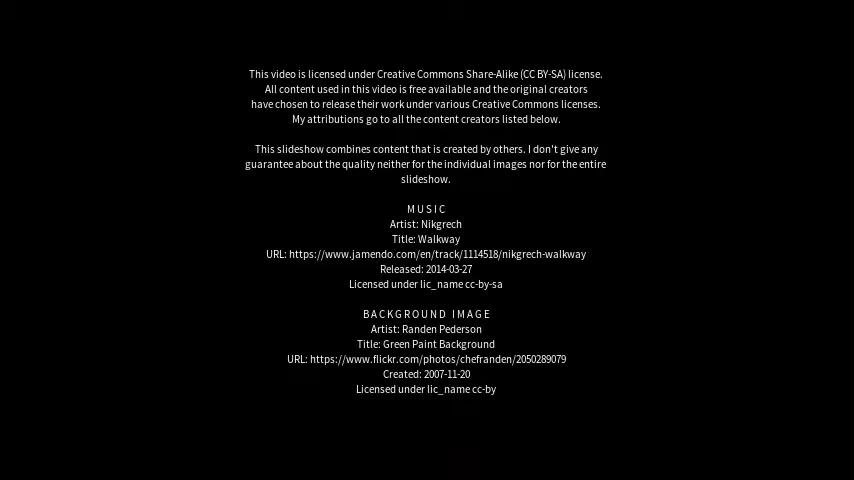 This video is licensed under Creative Commons Share-Alike (CC BY-SA) license.
All content used in this video is free available and the original creators
have chosen to release their work under various Creative Commons licenses.
My attributions go to all the content creators listed below.
This slideshow combines content that is created by others. I don't give any
guarantee about the quality neither for the individual images nor for the entire
slideshow.
MUSIC
Artist: Nikgrech
Title: Walkway
URL: https://www.jamendo.com/en/track/1114518/nikgrech-walkway
Released: 2014-03-27
Licensed under lic_name cc-by-sa
BACKGROUND IMAGE
Artist: Randen Pederson
Title: Green Paint Background
URL: https://www.flickr.com/photos/chefranden/2050289079
Created: 2007-11-20
Licensed under lic_name cc-by